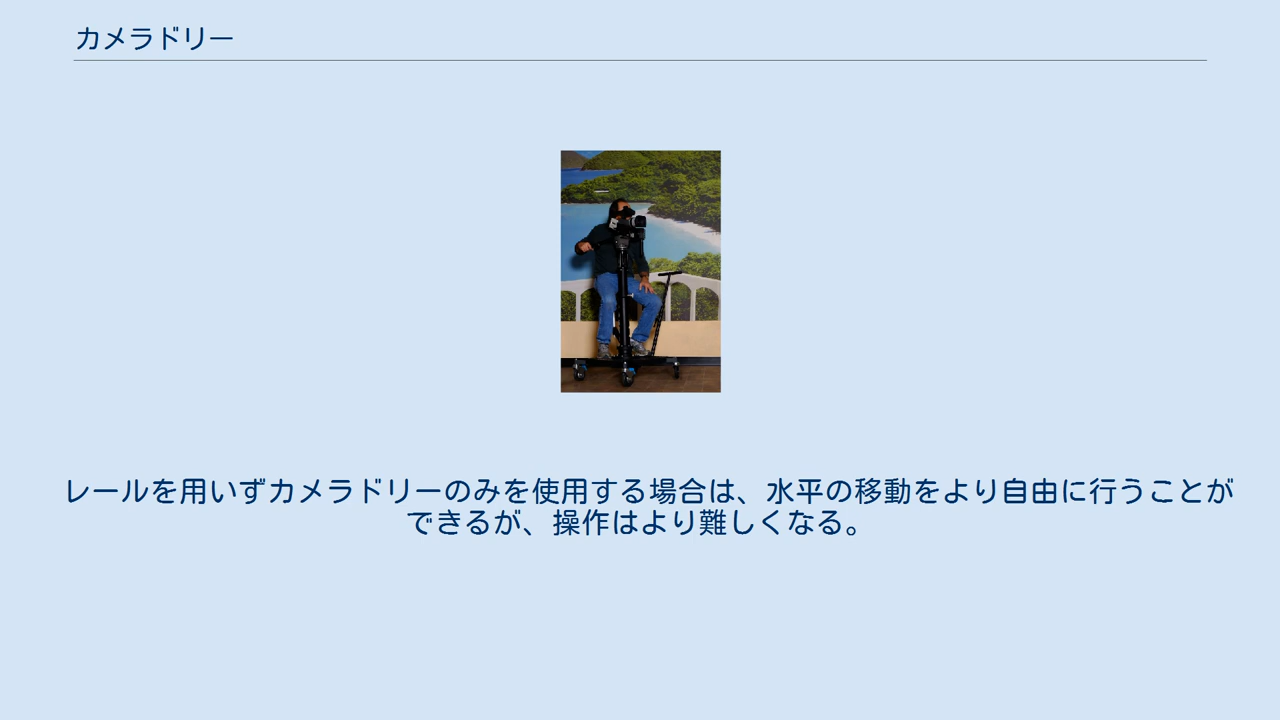 カメラドリー
レールを用いずカメラドリーのみを使用する場合は、水平の移動をより自由に行うことが
できるが、操作はより難しくなる。